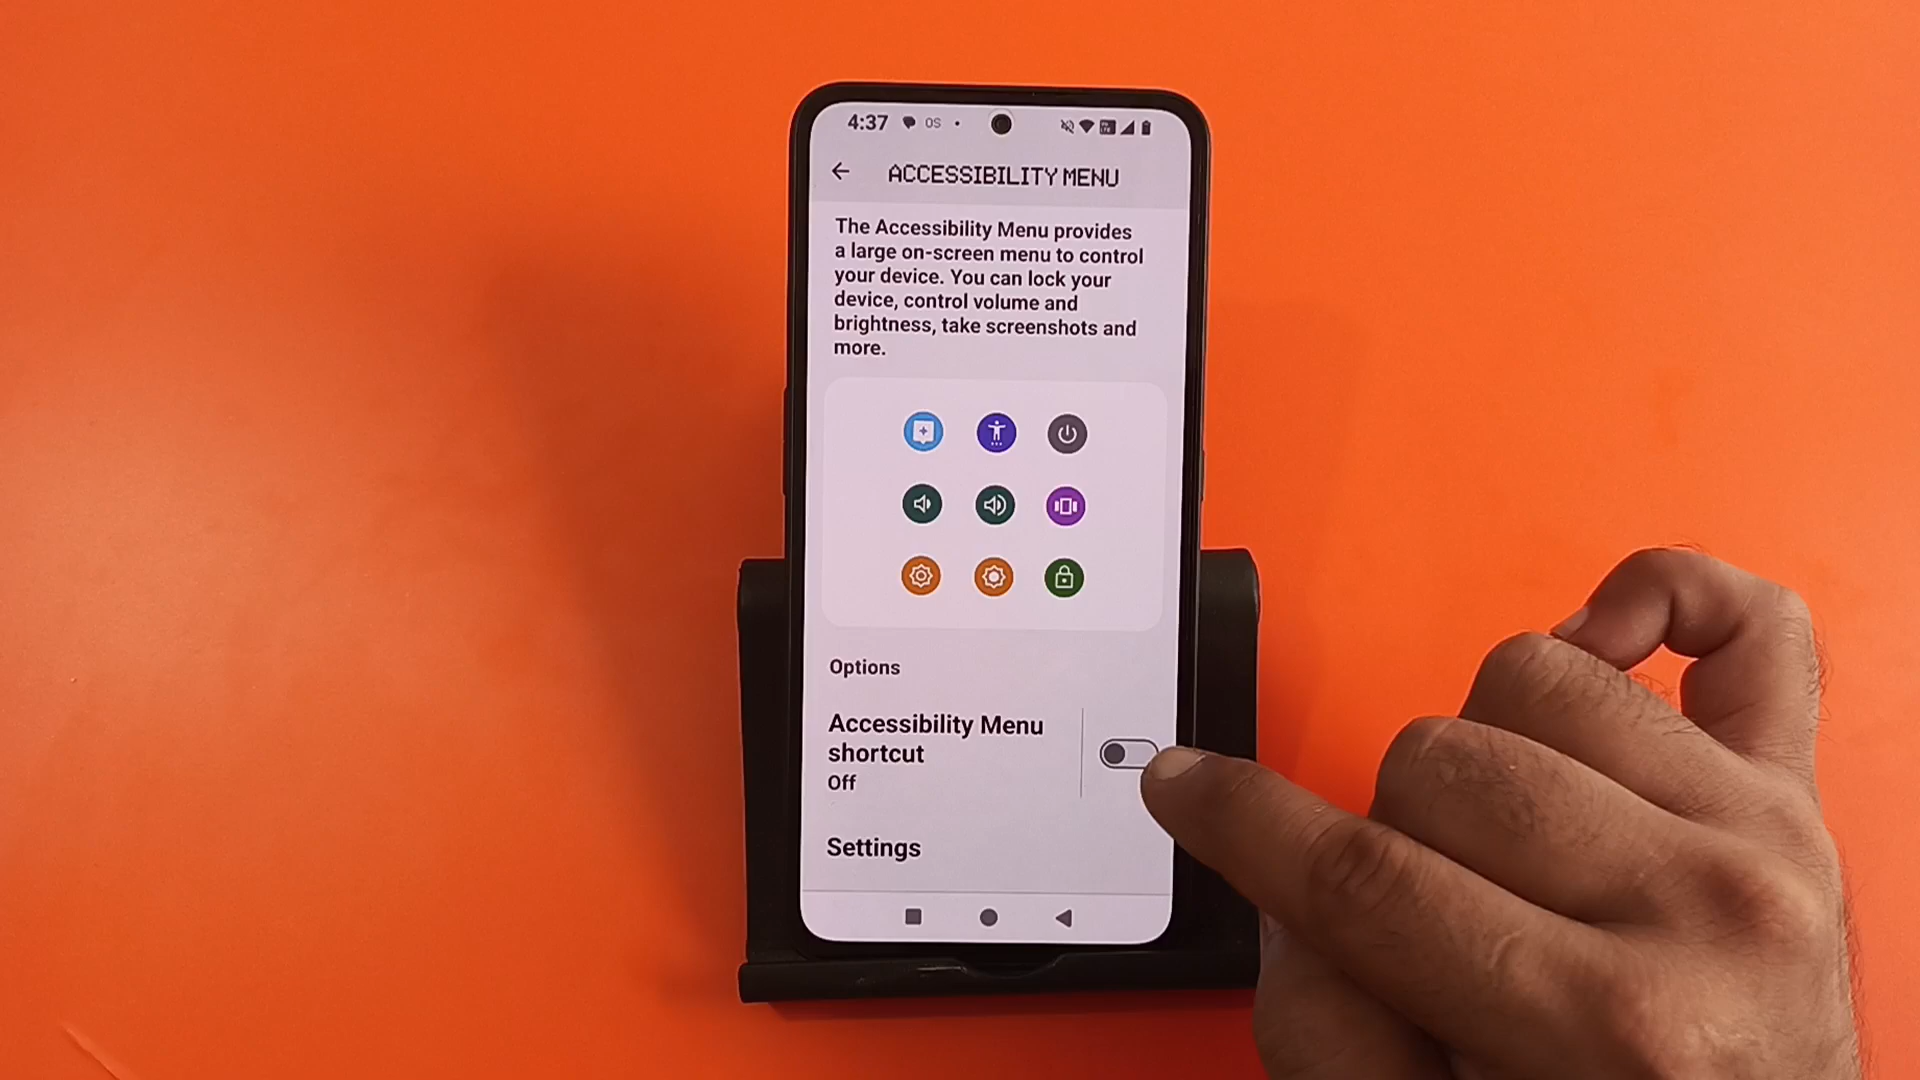 4:37 OS
ACCESSIBILITY MENU
The Accessibility Menu provides
a large on-screen menu to control
your device. You can lock your
device, control volume and
brightness, take screenshots and
more.
Options
Accessibility Menu
shortcut
Off
Settings